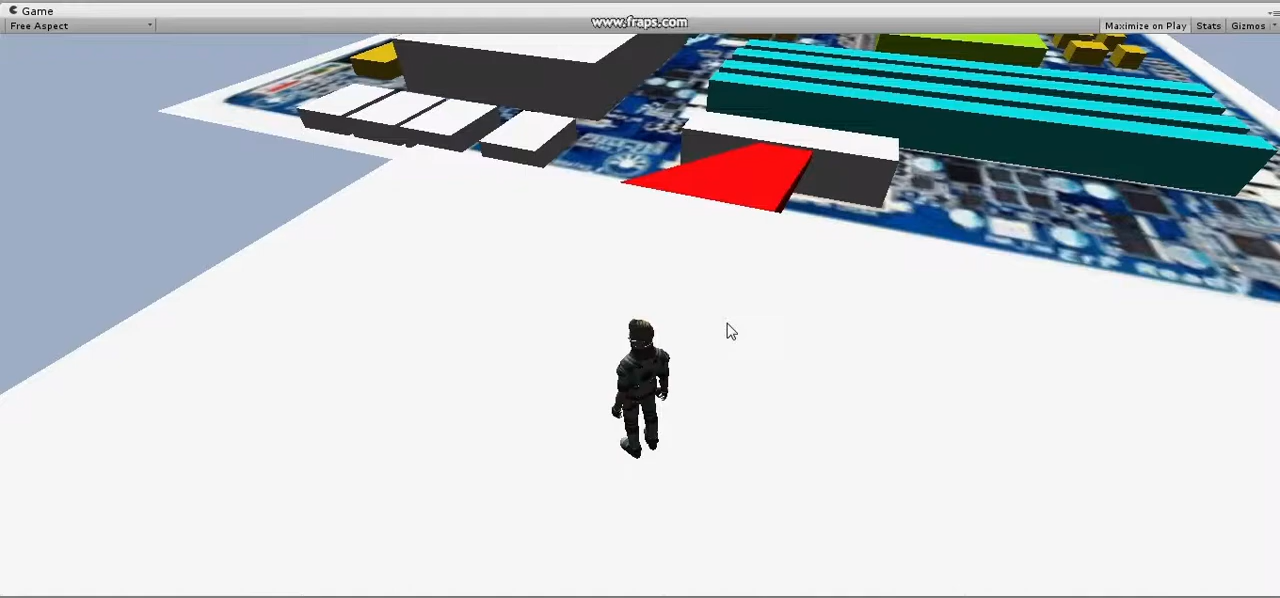 Game
www.fraps.com
Free Aspect
Maximize on Play
Stats
Gizmos